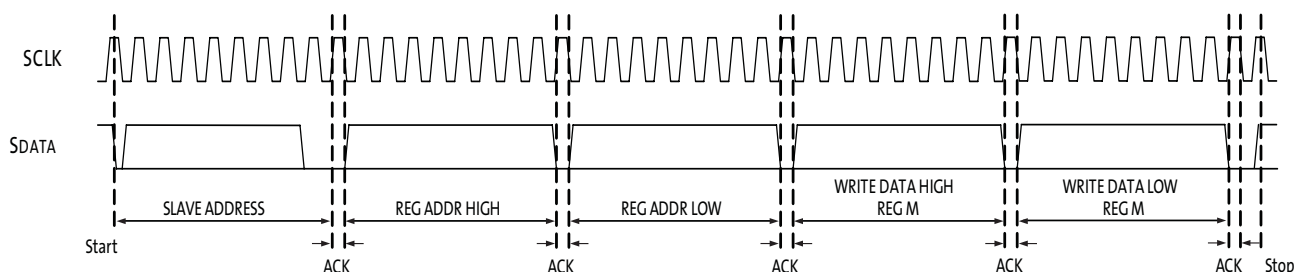 SCLK
SDATA
WRITE DATA HIGH WRITE DATA LOW
SLAVE ADDRESS REG ADDR HIGH REG ADDR LOW REG M REG M
Start
ACK ACK ACK ACK ACK Stop